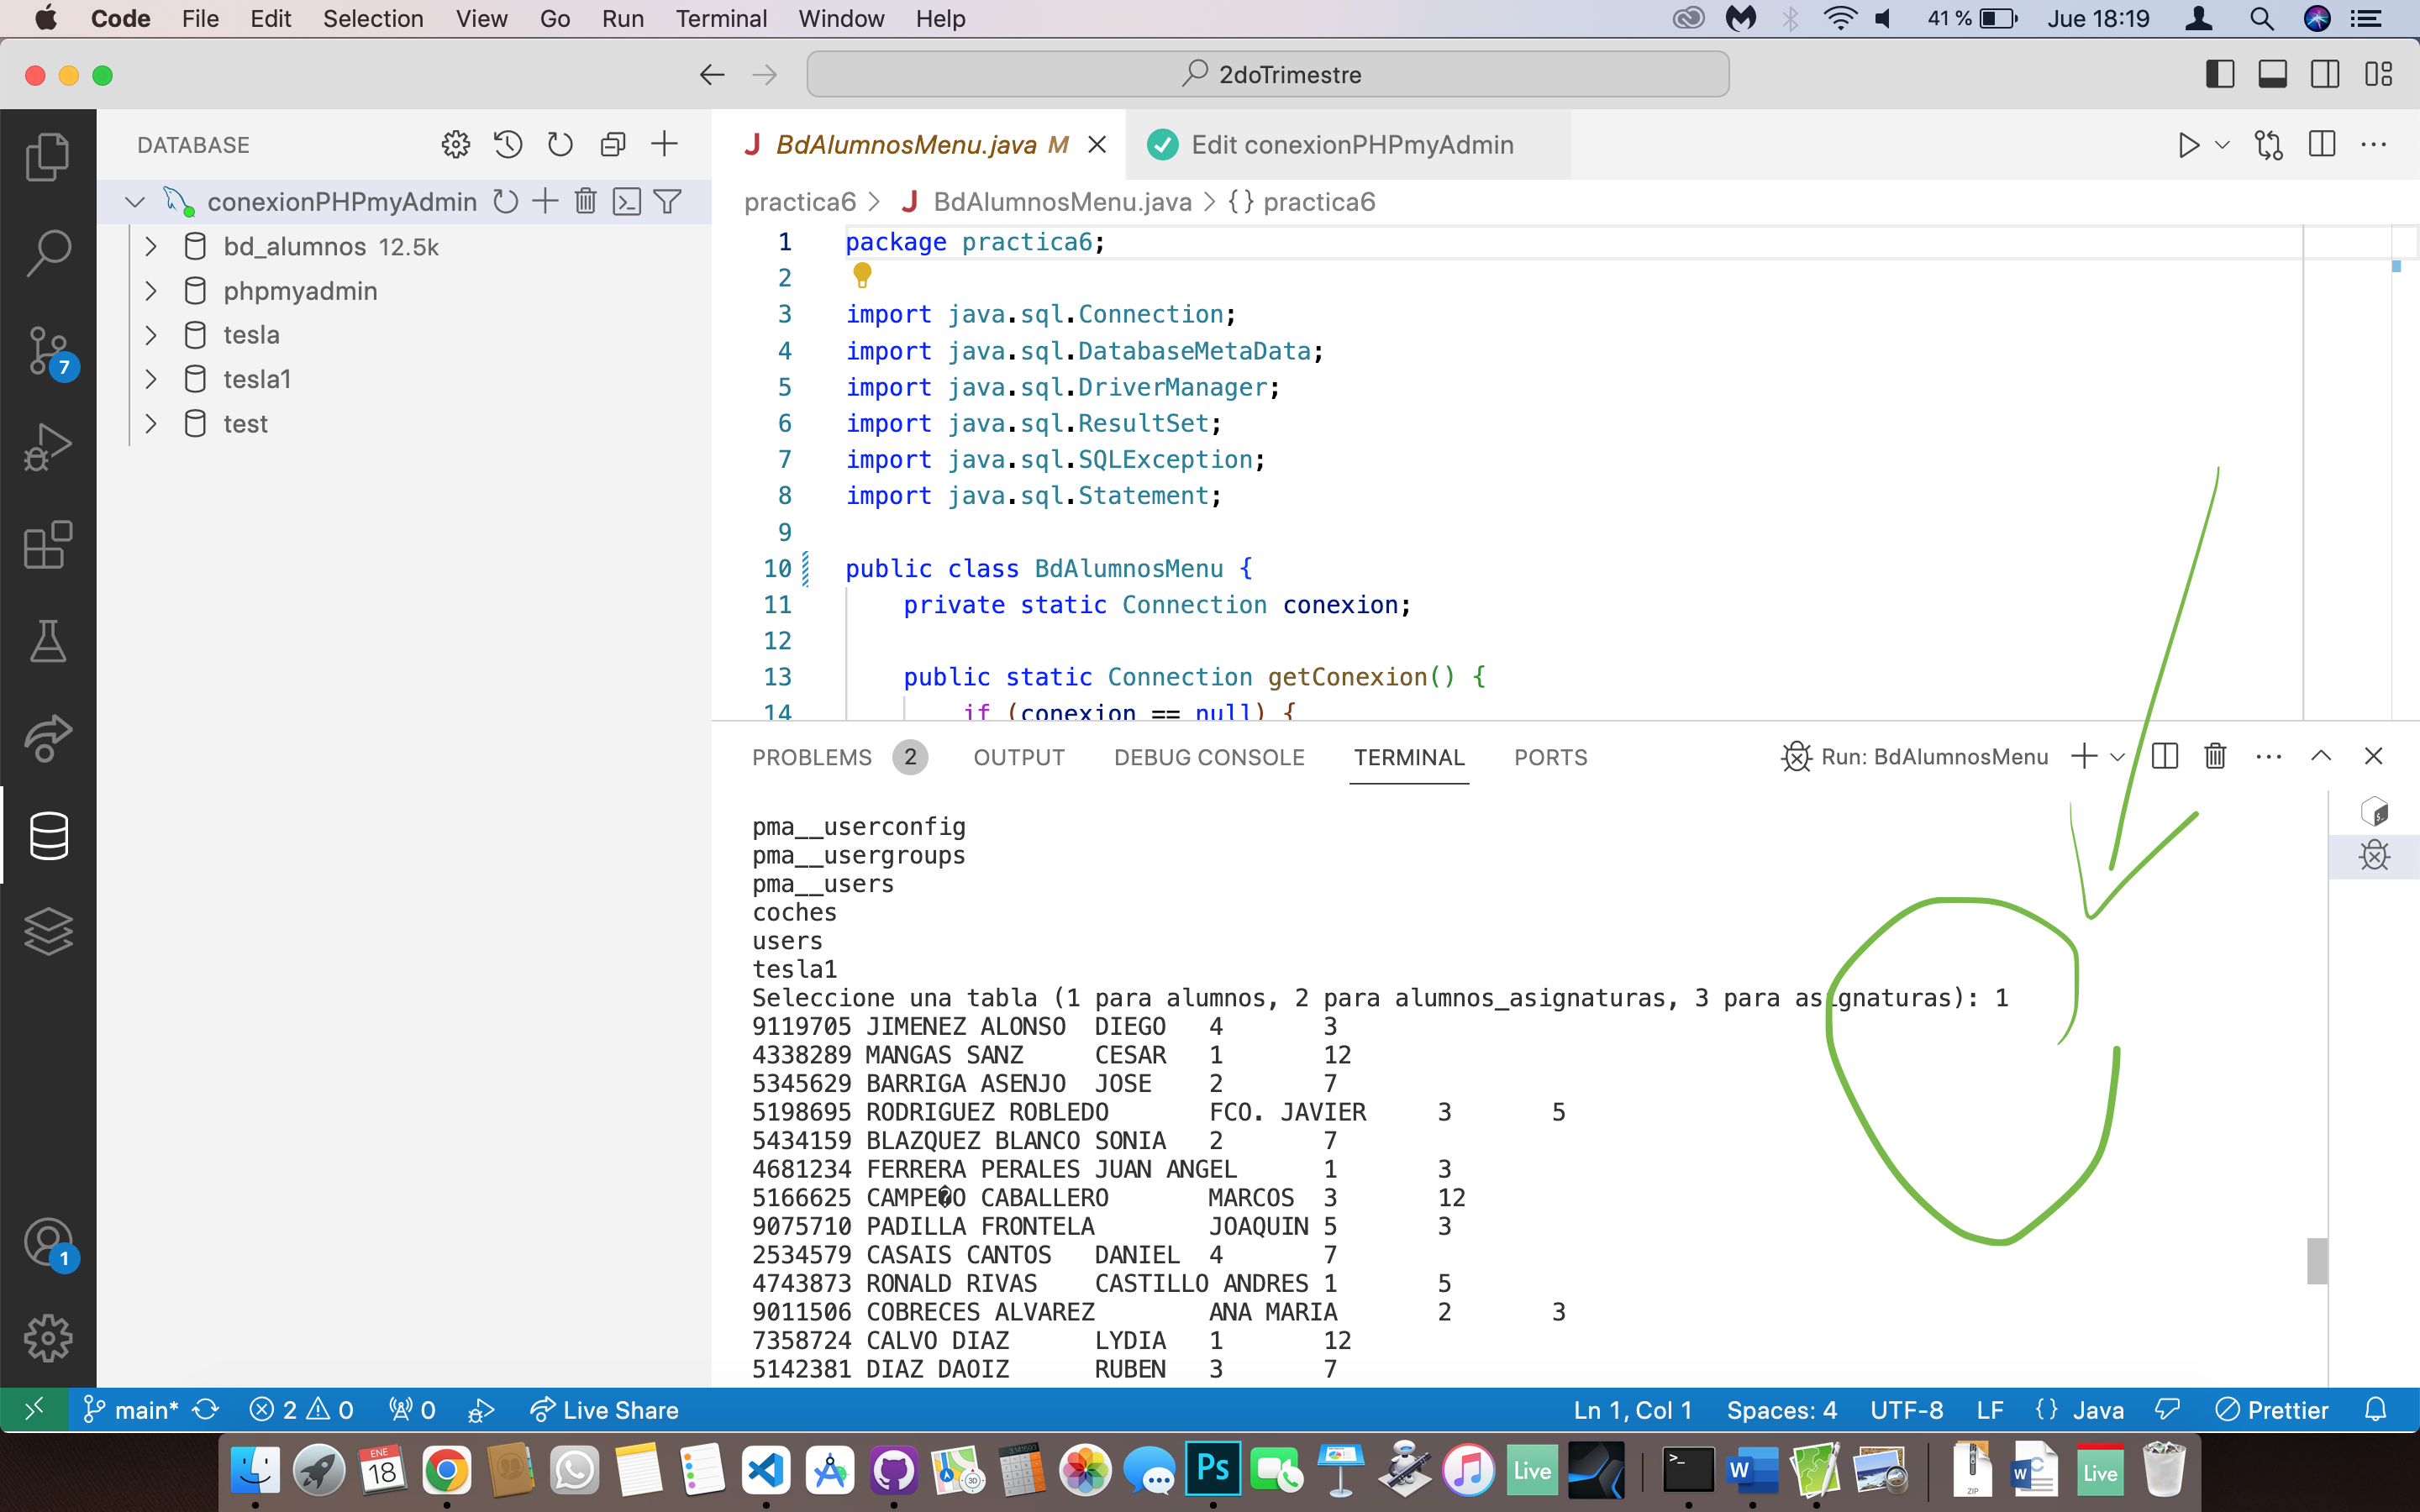 Code File Edit Selection View Go Run Terminal Window Help 41 % Jue 18:19
2doTrimestre
DATABASE
conexionPHPmyAdmin
bd_alumnos 12.5k
phpmyadmin
tesla
tesla1
test
7
1
BdAlumnosMenu.java M
Edit conexionPHPmyAdmin
practica6 > BdAlumnosMenu.java > {} practica6
1 package practica6;
2
3 import java.sql.Connection;
4 import java.sql.DatabaseMetaData;
5 import java.sql.DriverManager;
6 import java.sql.ResultSet;
7 import java.sql.SQLException;
8 import java.sql.Statement;
9
10 public class BdAlumnosMenu {
11 private static Connection conexion;
12
13 public static Connection getConexion() {
14 if (conexion == null) {
PROBLEMS 2 OUTPUT DEBUG CONSOLE TERMINAL PORTS Run: BdAlumnosMenu
pma__userconfig
pma__usergroups
pma__users
coches
users
tesla1
Seleccione una tabla (1 para alumnos, 2 para alumnos_asignaturas, 3 para asignaturas): 1
9119705 JIMENEZ ALONSO DIEGO 4 3
4338289 MANGAS SANZ CESAR 1 12
5345629 BARRIGA ASENJO JOSE 2 7
5198695 RODRIGUEZ ROBLEDO FCO. JAVIER 3 5
5434159 BLAZQUEZ BLANCO SONIA 2 7
4681234 FERRERA PERALES JUAN ANGEL 1 3
5166625 CAMPE�O CABALLERO MARCOS 3 12
9075710 PADILLA FRONTELA JOAQUIN 5 3
2534579 CASAIS CANTOS DANIEL 4 7
4743873 RONALD RIVAS CASTILLO ANDRES 1 5
9011506 COBRECES ALVAREZ ANA MARIA 2 3
7358724 CALVO DIAZ LYDIA 1 12
5142381 DIAZ DAOIZ RUBEN 3 7
main* 2 0 0 Live Share Ln 1, Col 1 Spaces: 4 UTF-8 LF {} Java Prettier
ENE
18
3D
Ps
Live
W
ZIP
W
Live